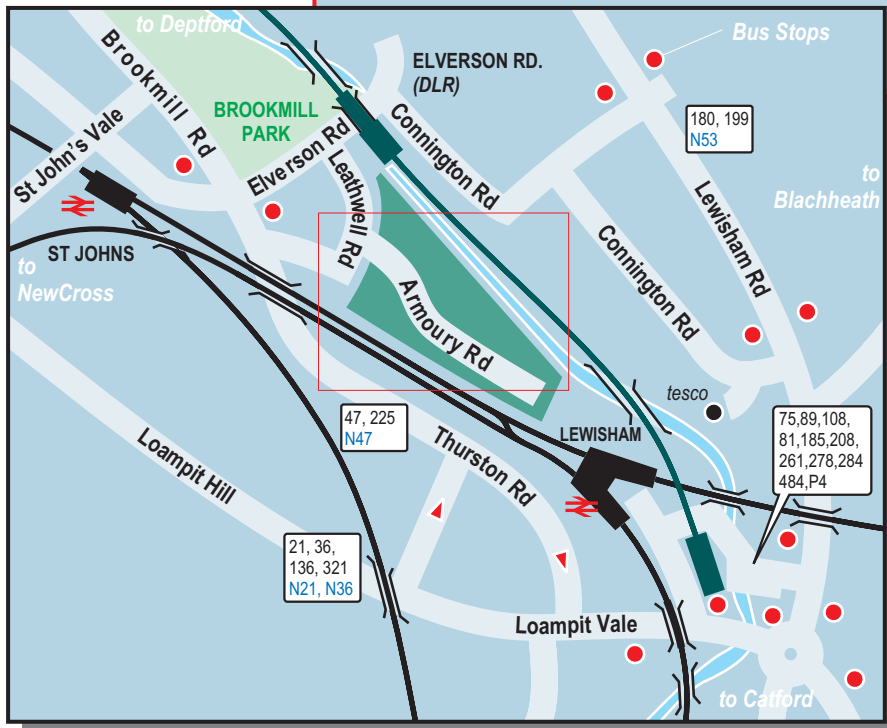 to Deptford
Bus Stops
Brookmill Rd
ELVERSON RD.
(DLR)
BROOKMILL
PARK
180, 199
N53
Connington Rd
Elverson Rd
St John's Vale
to
Blachheath
Leathwell Rd
Lewisham Rd
ST JOHNS
to
NewCross
Connington Rd
Armoury Rd
tesco
47, 225
N47
LEWISHAM
75,89,108,
81,185,208,
261,278,284
484,P4
Thurston Rd
Loampit Hill
21, 36,
136, 321
N21, N36
Loampit Vale
to Catford